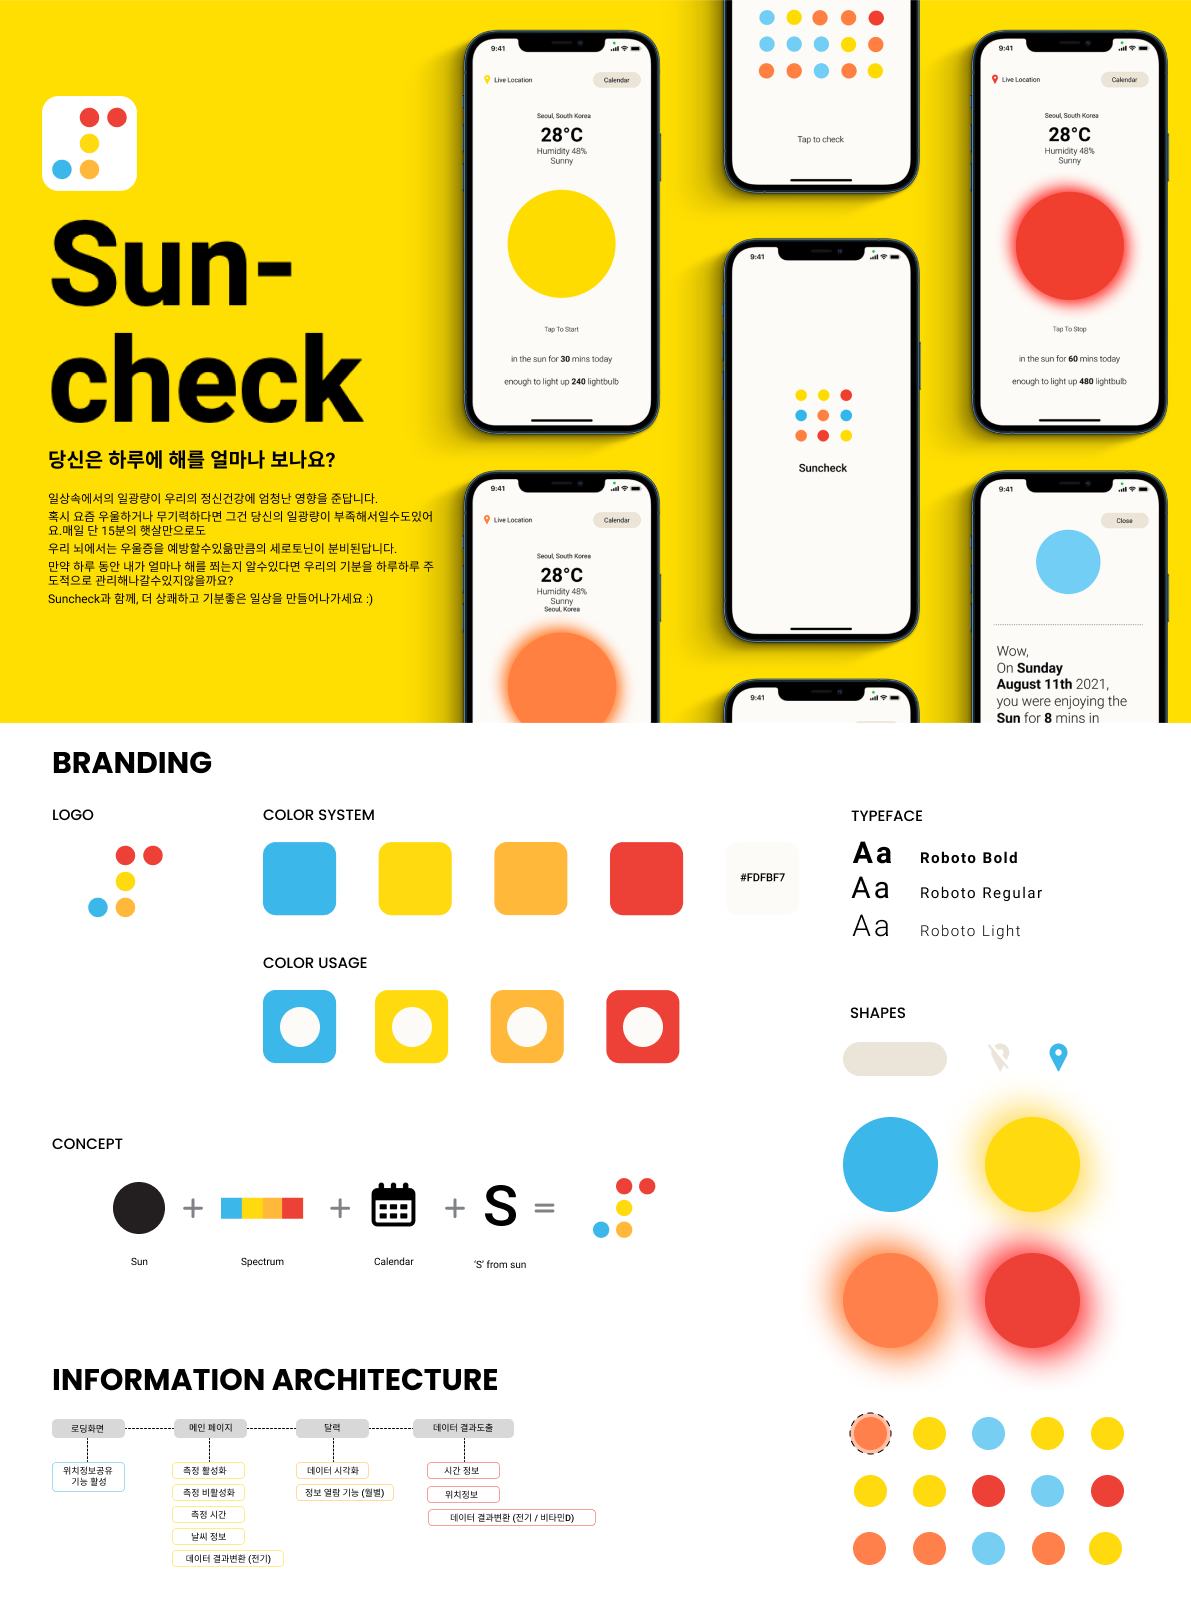 Sun-
check
당신은 하루에 해를 얼마나 보나요?
일상속에서의 일광량이 우리의 정신건강에 엄청난 영향을 준답니다.
혹시 요즘 우울하거나 무기력하다면 그건 당신의 일광량이 부족해서일수도있어
요.매일 단 15분의 햇살만으로도
우리 뇌에서는 우울증을 예방할수있욞만큼의 세로토닌이 분비된답니다.
만약 하루 동안 내가 얼마나 해를 쬐는지 알수있다면 우리의 기분을 하루하루 주
도적으로 관리해나갈수있지않을까요?
Suncheck과 함께, 더 상쾌하고 기분좋은 일상을 만들어나가세요 :)
9:41
Live Location
Calendar
Seoul, South Korea
28°C
Humidity 48%
Sunny
Tap To Start
in the sun for 30 mins today
enough to light up 240 lightbulb
9:41
Live Location
Calendar
Seoul, South Korea
28°C
Humidity 48%
Sunny
Seoul, Korea
Tap to check
9:41
Suncheck
9:41
9:41
Live Location
Calendar
Seoul, South Korea
28°C
Humidity 48%
Sunny
Tap To Stop
in the sun for 60 mins today
enough to light up 480 lightbulb
9:41
Close
Wow,
On Sunday
August 11th 2021,
you were enjoying the
Sun for 8 mins in
BRANDING
LOGO
COLOR SYSTEM
#FDFBF7
COLOR USAGE
TYPEFACE
Aa Roboto Bold
Aa Roboto Regular
Aa Roboto Light
SHAPES
CONCEPT
S
Sun
Spectrum
Calendar
'S' from sun
INFORMATION ARCHITECTURE
로딩화면
위치정보공유
기능 활성
메인 페이지
측정 활성화
측정 비활성화
측정 시간
날씨 정보
데이터 결과변환 (전기)
달력
데이터 시각화
정보 열람 기능 (월별)
데이터 결과도출
시간 정보
위치정보
데이터 결과변환 (전기 / 비타민D)